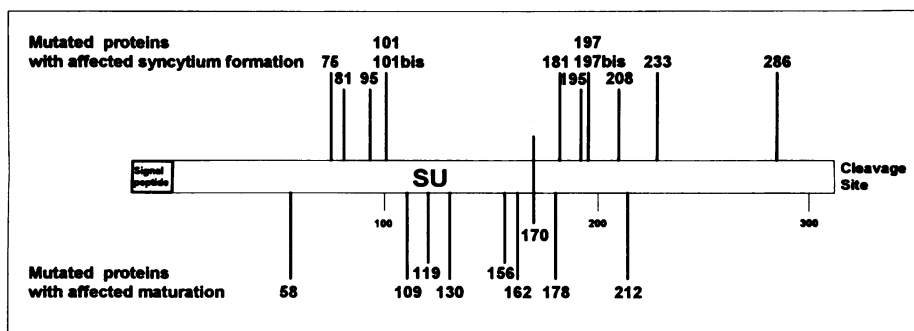 Mutated proteins 101 197
with affected syncytium formation 75 101bis 181 197bis 233 286
81 95 195 208
Signal
peptide
SU
Cleavage
Site
100 200 300
170
Mutated proteins 119 156
with affected maturation 58 109 130 162 178 212